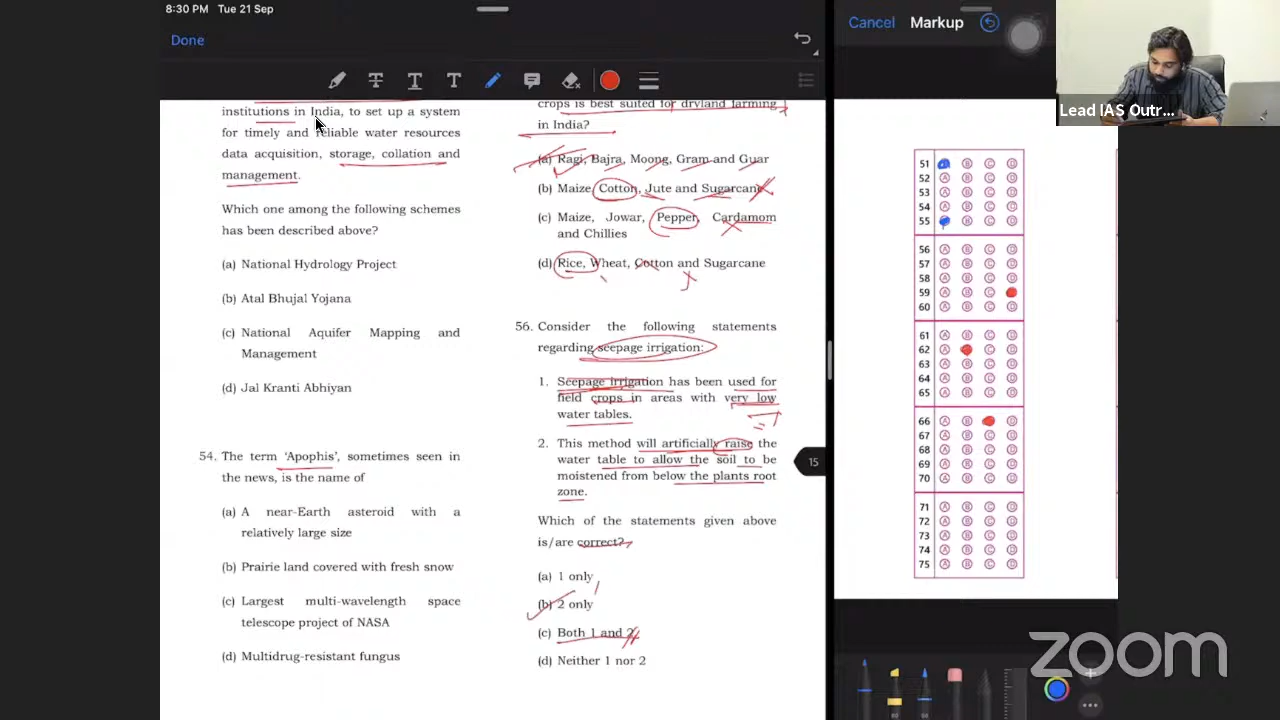 8:30 PM Tue 21 Sep
Done
institutions in India, to set up a system
for timely and reliable water resources
data acquisition, storage, collation and
management.
Which one among the following schemes
has been described above?
(a) National Hydrology Project
(b) Atal Bhujal Yojana
(c) National Aquifer Mapping and
Management
(d) Jal Kranti Abhiyan
54. The term 'Apophis', sometimes seen in
the news, is the name of
(a) A near-Earth asteroid with a
relatively large size
(b) Prairie land covered with fresh snow
(c) Largest multi-wavelength space
telescope project of NASA
(d) Multidrug-resistant fungus
crops is best suited for dryland farming
in India?
(a) Ragi, Bajra, Moong, Gram and Guar
(b) Maize, Cotton, Jute and Sugarcane
(c) Maize, Jowar, Pepper, Cardamom
and Chillies
(d) Rice, Wheat, Cotton and Sugarcane
56. Consider the following statements
regarding seepage irrigation:
1. Seepage irrigation has been used for
field crops in areas with very low
water tables.
2. This method will artificially raise the
water table to allow the soil to be
moistened from below the plants root
zone.
Which of the statements given above
is/are correct?
(a) 1 only
(b) 2 only
(c) Both 1 and 2
(d) Neither 1 nor 2
15
Cancel Markup
51 A B C D
52 A B C D
53 A B C D
54 A B C D
55 B C D
56 A B C D
57 A B C D
58 A B C D
59 A B C
60 A B C D
61 A B C D
62 A C D
63 A B C D
64 A B C D
65 A B C D
66 A B D
67 A B C D
68 A B C D
69 A B C D
70 A B C D
71 A B C D
72 A B C D
73 A B C D
74 A B C D
75 A B C D
Lead IAS Outr...
zoom